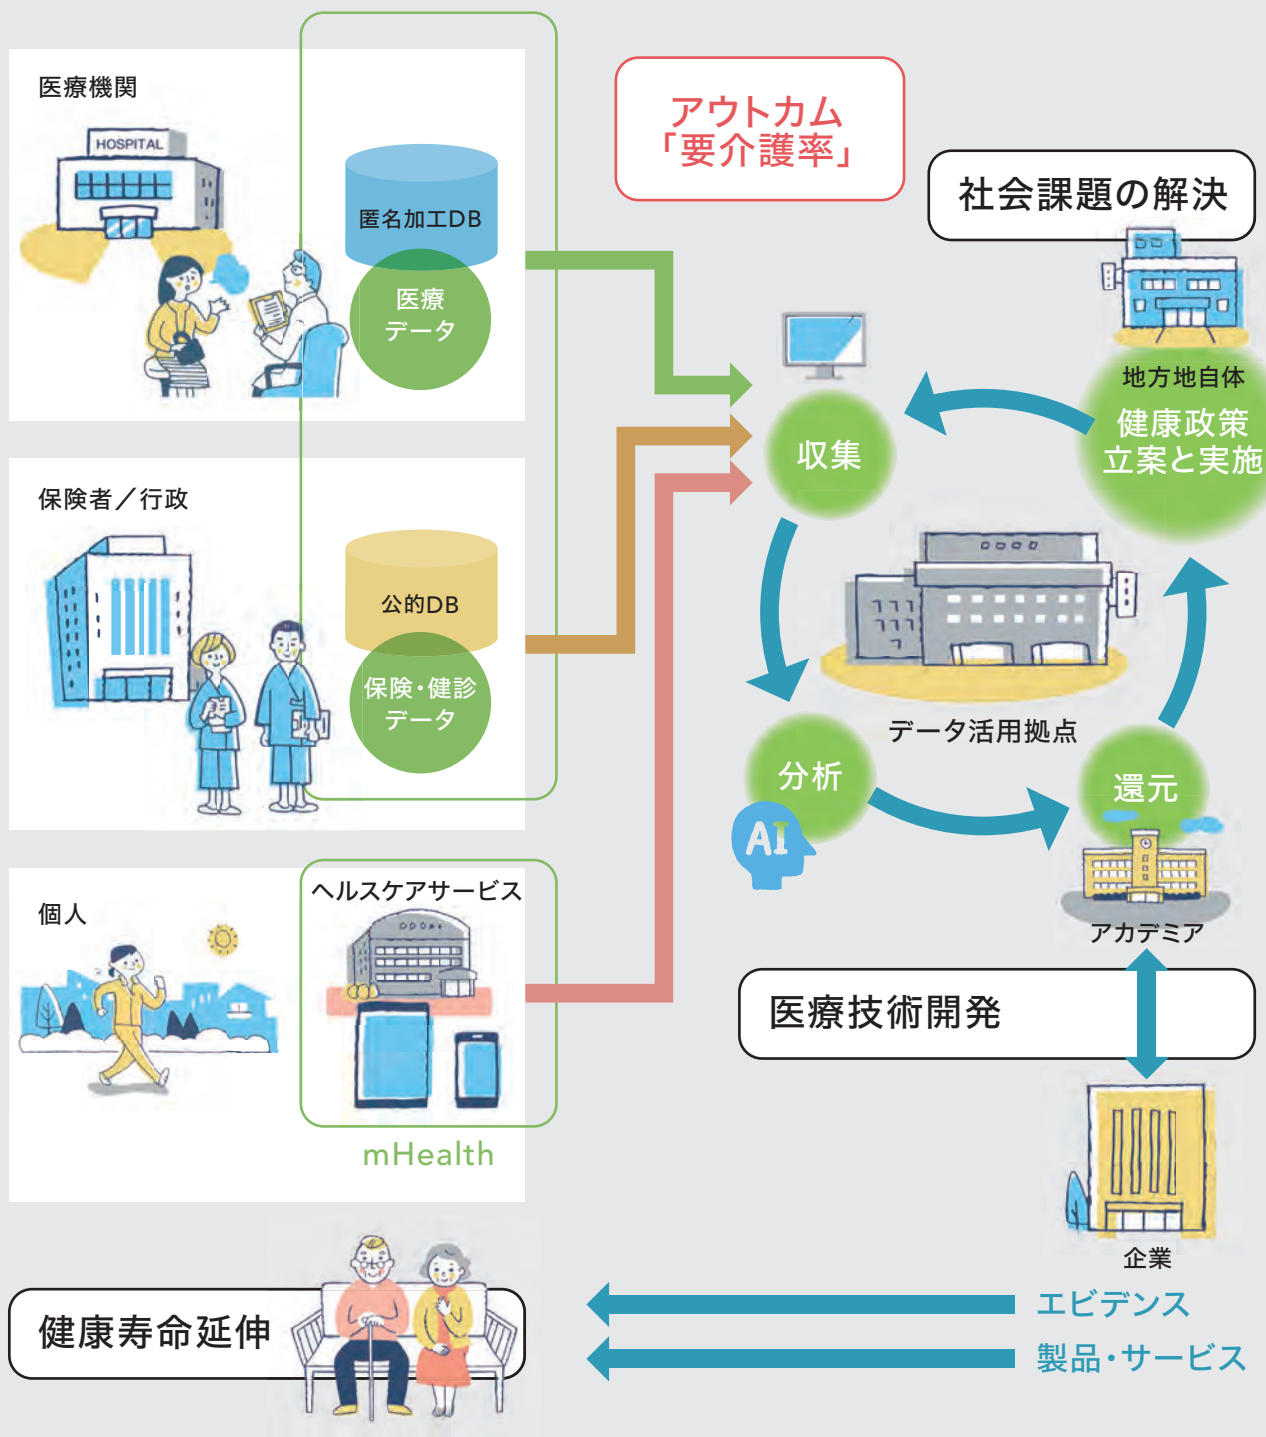 医療機関
HOSPITAL
匿名加工DB
医療
データ
保険者／行政
公的DB
保険・健診
データ
個人
ヘルスケアサービス
mHealth
アウトカム
「要介護率」
社会課題の解決
地方地自体
健康政策
立案と実施
収集
データ活用拠点
分析
AI
還元
アカデミア
医療技術開発
企業
健康寿命延伸
エビデンス
製品・サービス